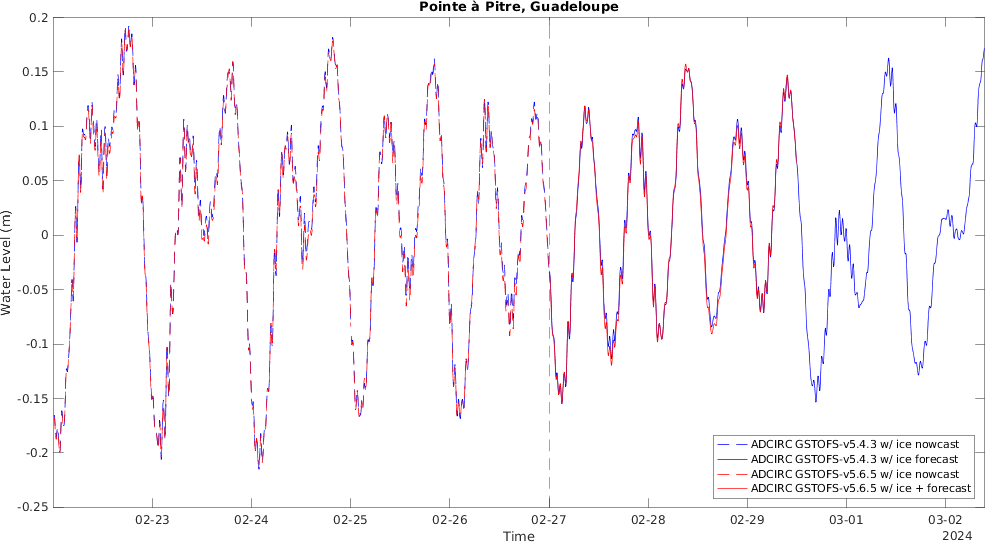 Pointe à Pitre, Guadeloupe
0.2
0.15
0.1
0.05
0
-0.05
-0.1
-0.15
-0.2
-0.25
Water Level (m)
ADCIRC GSTOFS-v5.4.3 w/ ice nowcast
ADCIRC GSTOFS-v5.4.3 w/ ice forecast
ADCIRC GSTOFS-v5.6.5 w/ ice nowcast
ADCIRC GSTOFS-v5.6.5 w/ ice + forecast
02-23 02-24 02-25 02-26 02-27 02-28 02-29 03-01 03-02
Time
2024